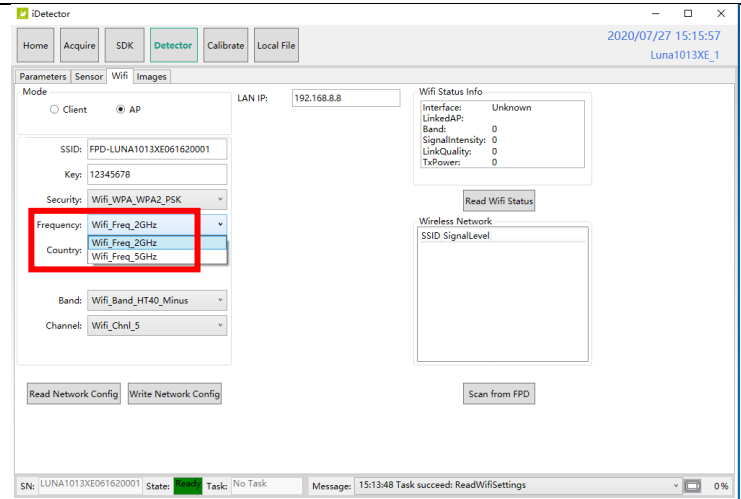 iDetector
Home Acquire SDK Detector Calibrate Local File
2020/07/27 15:15:57
Luna1013XE_1
Parameters Sensor Wifi Images
Mode
Client AP
LAN IP: 192.168.8.8
Wifi Status Info
Interface: Unknown
LinkedAP:
Band: 0
SignalIntensity: 0
LinkQuality: 0
TxPower: 0
Read Wifi Status
SSID: FPD-LUNA1013XE061620001
Key: 12345678
Security: Wifi_WPA_WPA2_PSK
Frequency: Wifi_Freq_2GHz
Wifi_Freq_2GHz
Wifi_Freq_5GHz
Country:
Band: Wifi_Band_HT40_Minus
Channel: Wifi_Chnl_5
Wireless Network
SSID SignalLevel
Read Network Config Write Network Config
Scan from FPD
SN: LUNA1013XE061620001 State: Ready Task: No Task Message: 15:13:48 Task succeed: ReadWifiSettings 0%